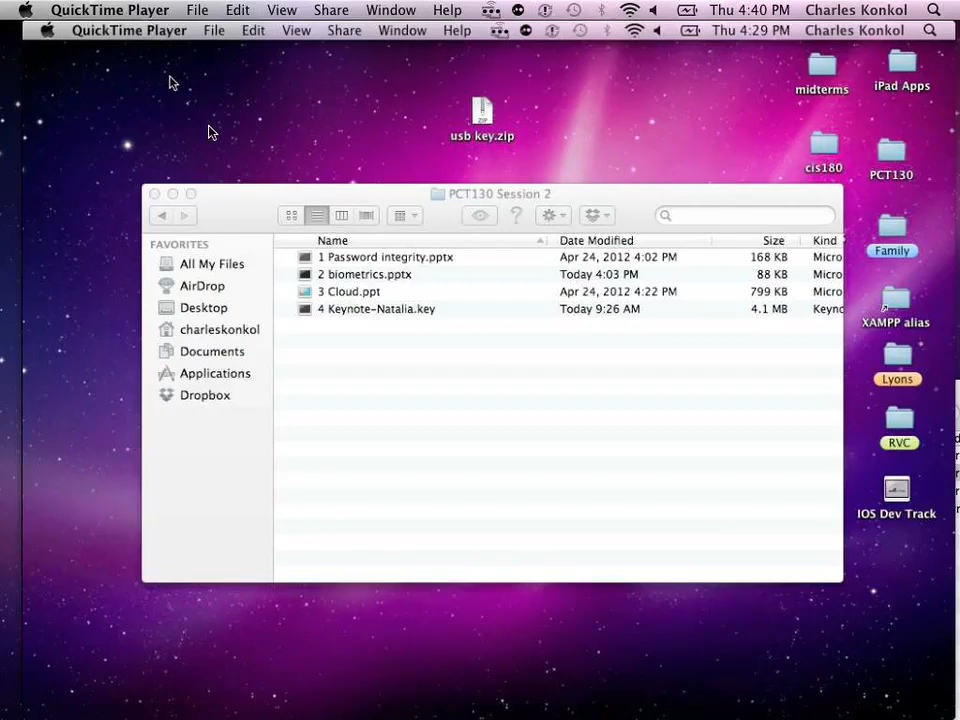 QuickTime Player File Edit View Share Window Help Thu 4:40 PM Charles Konkol
QuickTime Player File Edit View Share Window Help Thu 4:29 PM Charles Konkol
midterms
iPad Apps
ZIP
usb key.zip
cis180
PCT130
PCT130 Session 2
FAVORITES
All My Files
AirDrop
Desktop
charleskonkol
Documents
Applications
Dropbox
Name Date Modified Size Kind
1 Password integrity.pptx Apr 24, 2012 4:02 PM 168 KB Micro
2 biometrics.pptx Today 4:03 PM 88 KB Micro
3 Cloud.ppt Apr 24, 2012 4:22 PM 799 KB Micro
4 Keynote-Natalia.key Today 9:26 AM 4.1 MB Keyno
Family
XAMPP alias
Lyons
RVC
IOS Dev Track